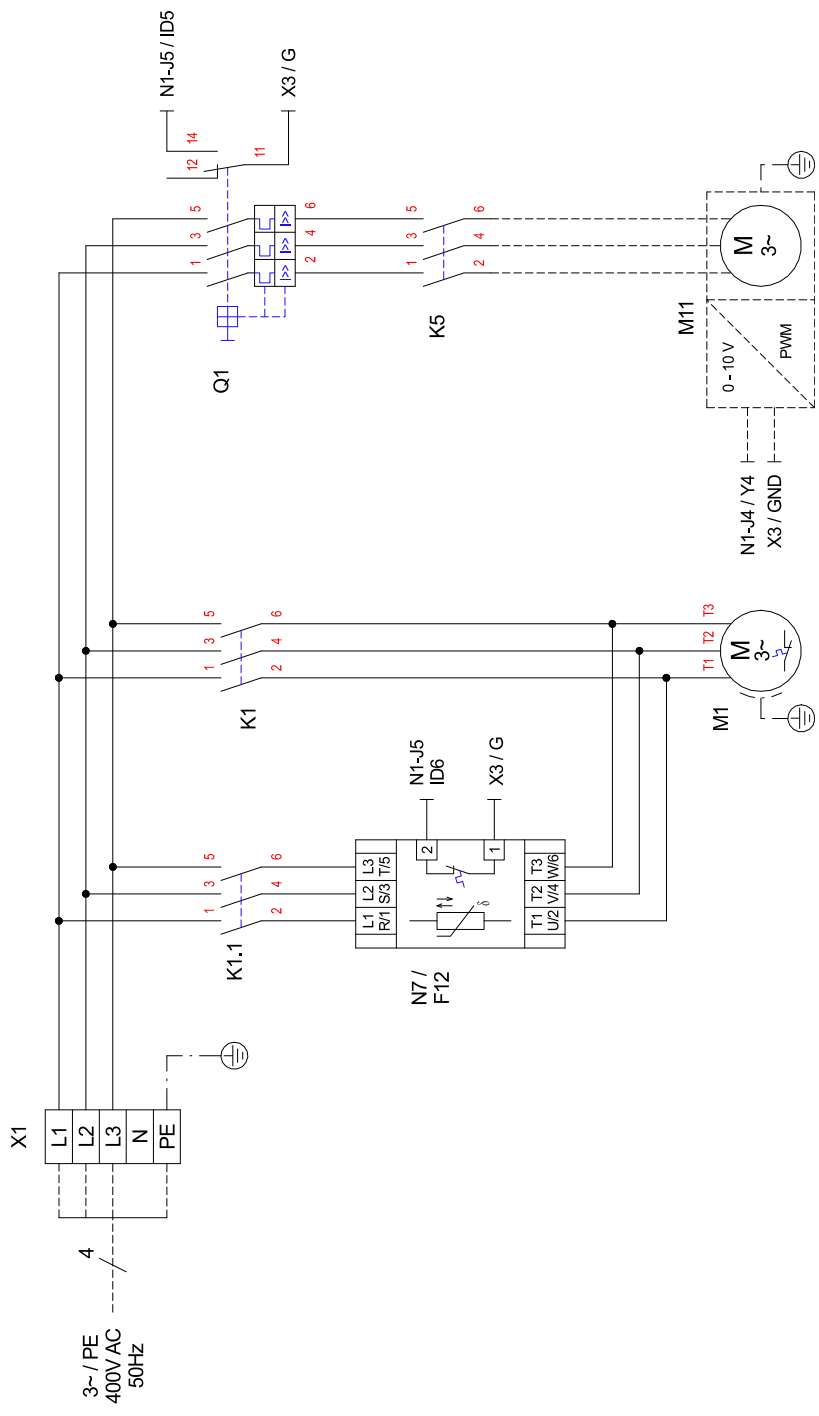 3~ / PE
400V AC
50Hz
4
X1
L1
L2
L3
N
PE
K1.1
1 3 5
2 4 6
N7 /
F12
L1 L2 L3
R/1 S/3 T/5
2
1
N1-J5
ID6
X3 / G
δ
T1 T2 T3
U/2 V/4 W/6
K1
1 3 5
2 4 6
M1
T1 T2 T3
M
3~
Q1
1 3 5
I>> I>> I>>
2 4 6
12 14
11
N1-J5 / ID5
X3 / G
K5
1 3 5
2 4 6
M11
0 - 10 V
PWM
M
3~
N1-J4 / Y4
X3 / GND